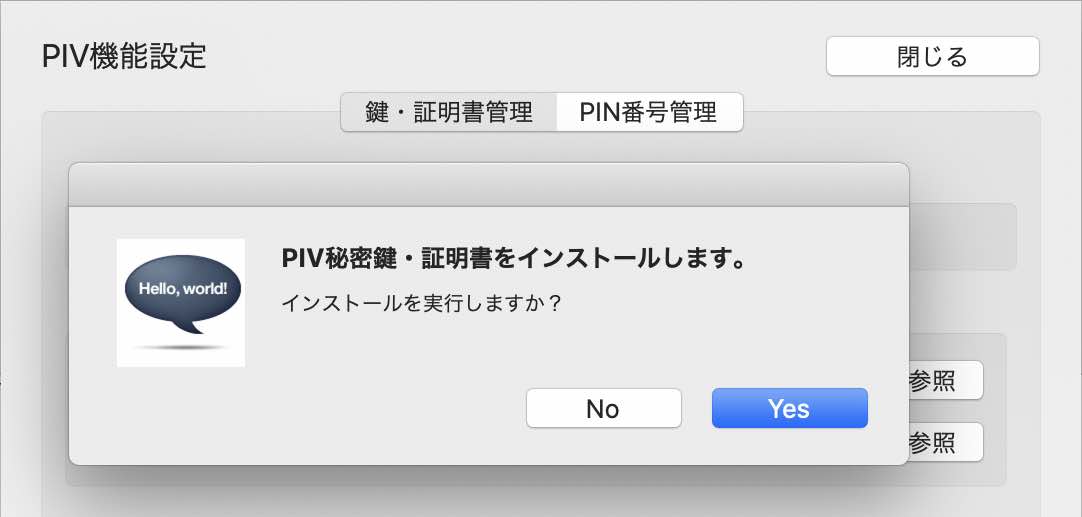 PIV機能設定
閉じる
鍵・証明書管理
PIN番号管理
Hello, world!
PIV秘密鍵・証明書をインストールします。
インストールを実行しますか？
No
Yes
参照
参照